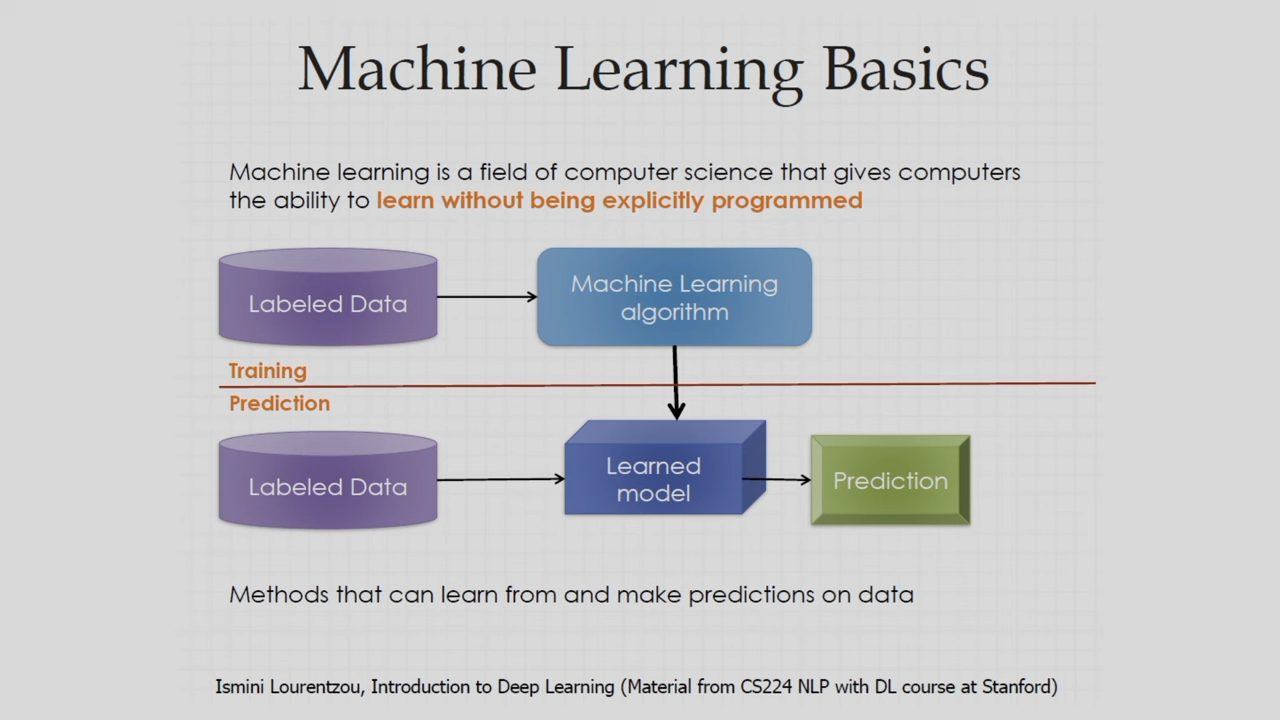 Machine Learning Basics
Machine learning is a field of computer science that gives computers
the ability to learn without being explicitly programmed
Labeled Data
Machine Learning
algorithm
Training
Prediction
Labeled Data
Learned
model
Prediction
Methods that can learn from and make predictions on data
Ismini Lourentzou, Introduction to Deep Learning (Material from CS224 NLP with DL course at Stanford)